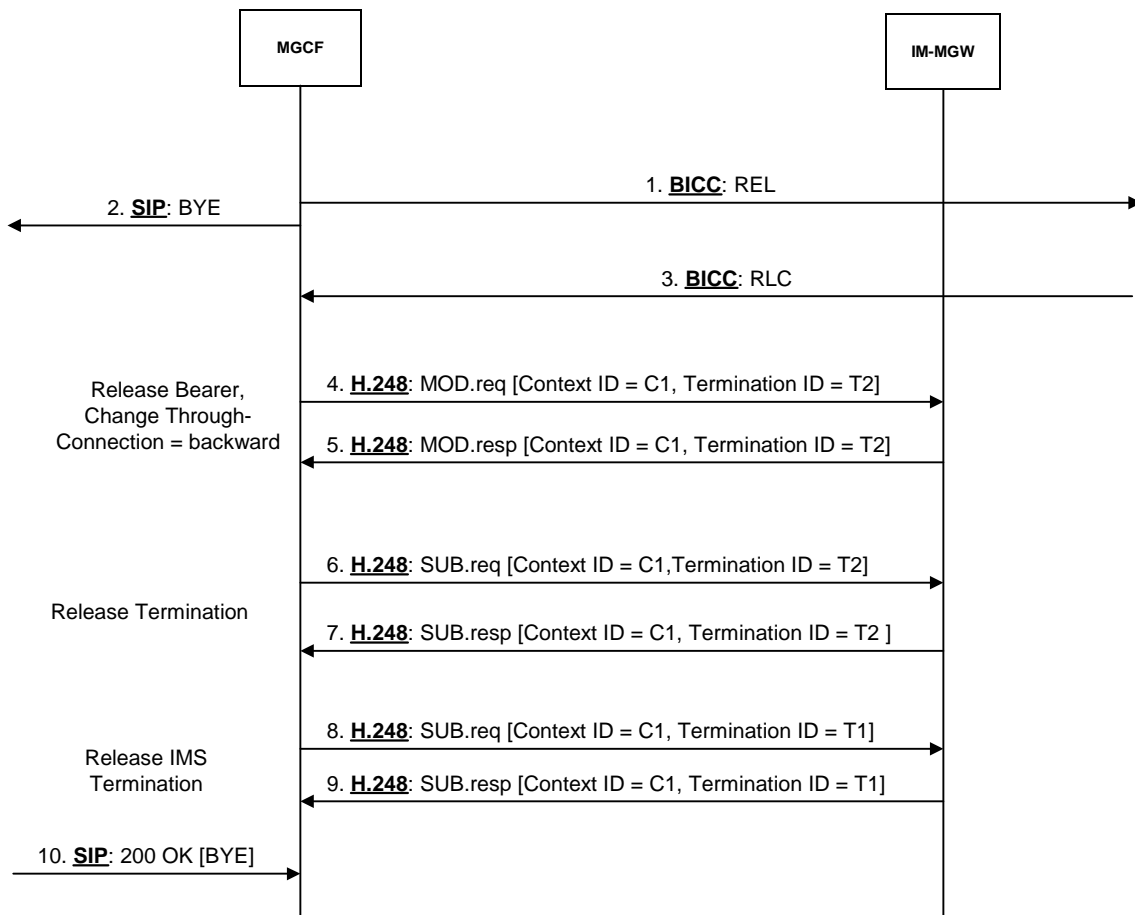 MGCF
IM-MGW
1. BICC: REL
2. SIP: BYE
3. BICC: RLC
Release Bearer,
Change Through-
Connection = backward
4. H.248: MOD.req [Context ID = C1, Termination ID = T2]
5. H.248: MOD.resp [Context ID = C1, Termination ID = T2]
6. H.248: SUB.req [Context ID = C1,Termination ID = T2]
Release Termination
7. H.248: SUB.resp [Context ID = C1, Termination ID = T2 ]
8. H.248: SUB.req [Context ID = C1, Termination ID = T1]
Release IMS
Termination
9. H.248: SUB.resp [Context ID = C1, Termination ID = T1]
10. SIP: 200 OK [BYE]